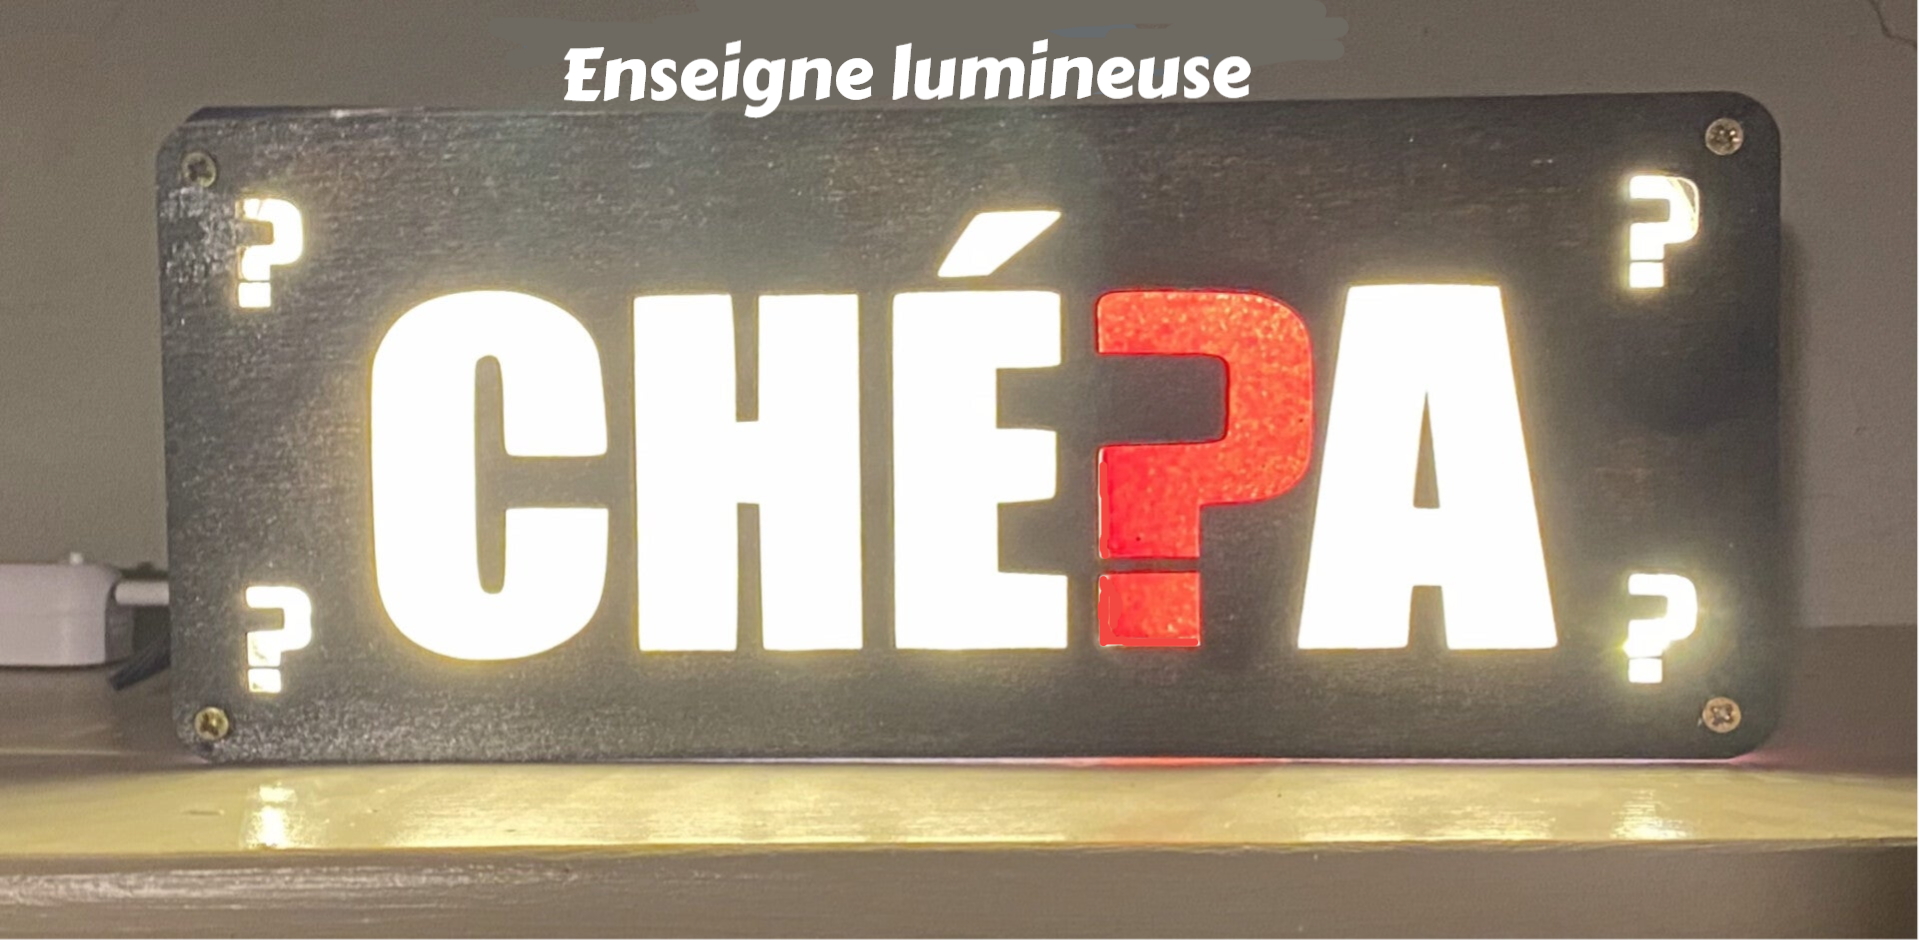 Enseigne lumineuse
? ?
CHÉ?A
? ?